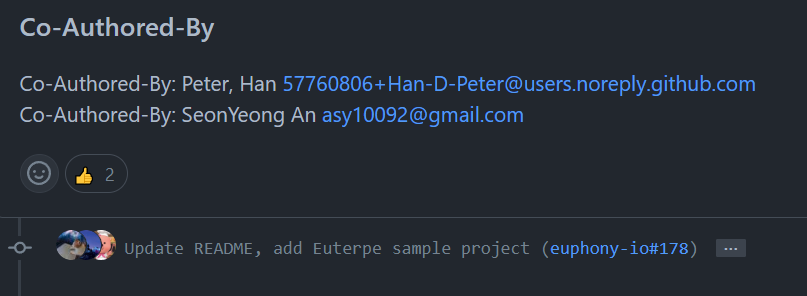 Co-Authored-By
Co-Authored-By: Peter, Han 57760806+Han-D-Peter@users.noreply.github.com
Co-Authored-By: SeonYeong An asy10092@gmail.com
2
Update README, add Euterpe sample project (euphony-io#178) ...